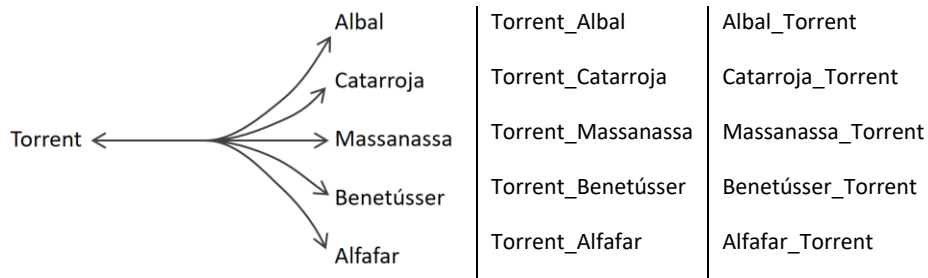 Albal
Catarroja
Torrent
Massanassa
Benetússer
Alfafar
Torrent_Albal
Torrent_Catarroja
Torrent_Massanassa
Torrent_Benetússer
Torrent_Alfafar
Albal_Torrent
Catarroja_Torrent
Massanassa_Torrent
Benetússer_Torrent
Alfafar_Torrent